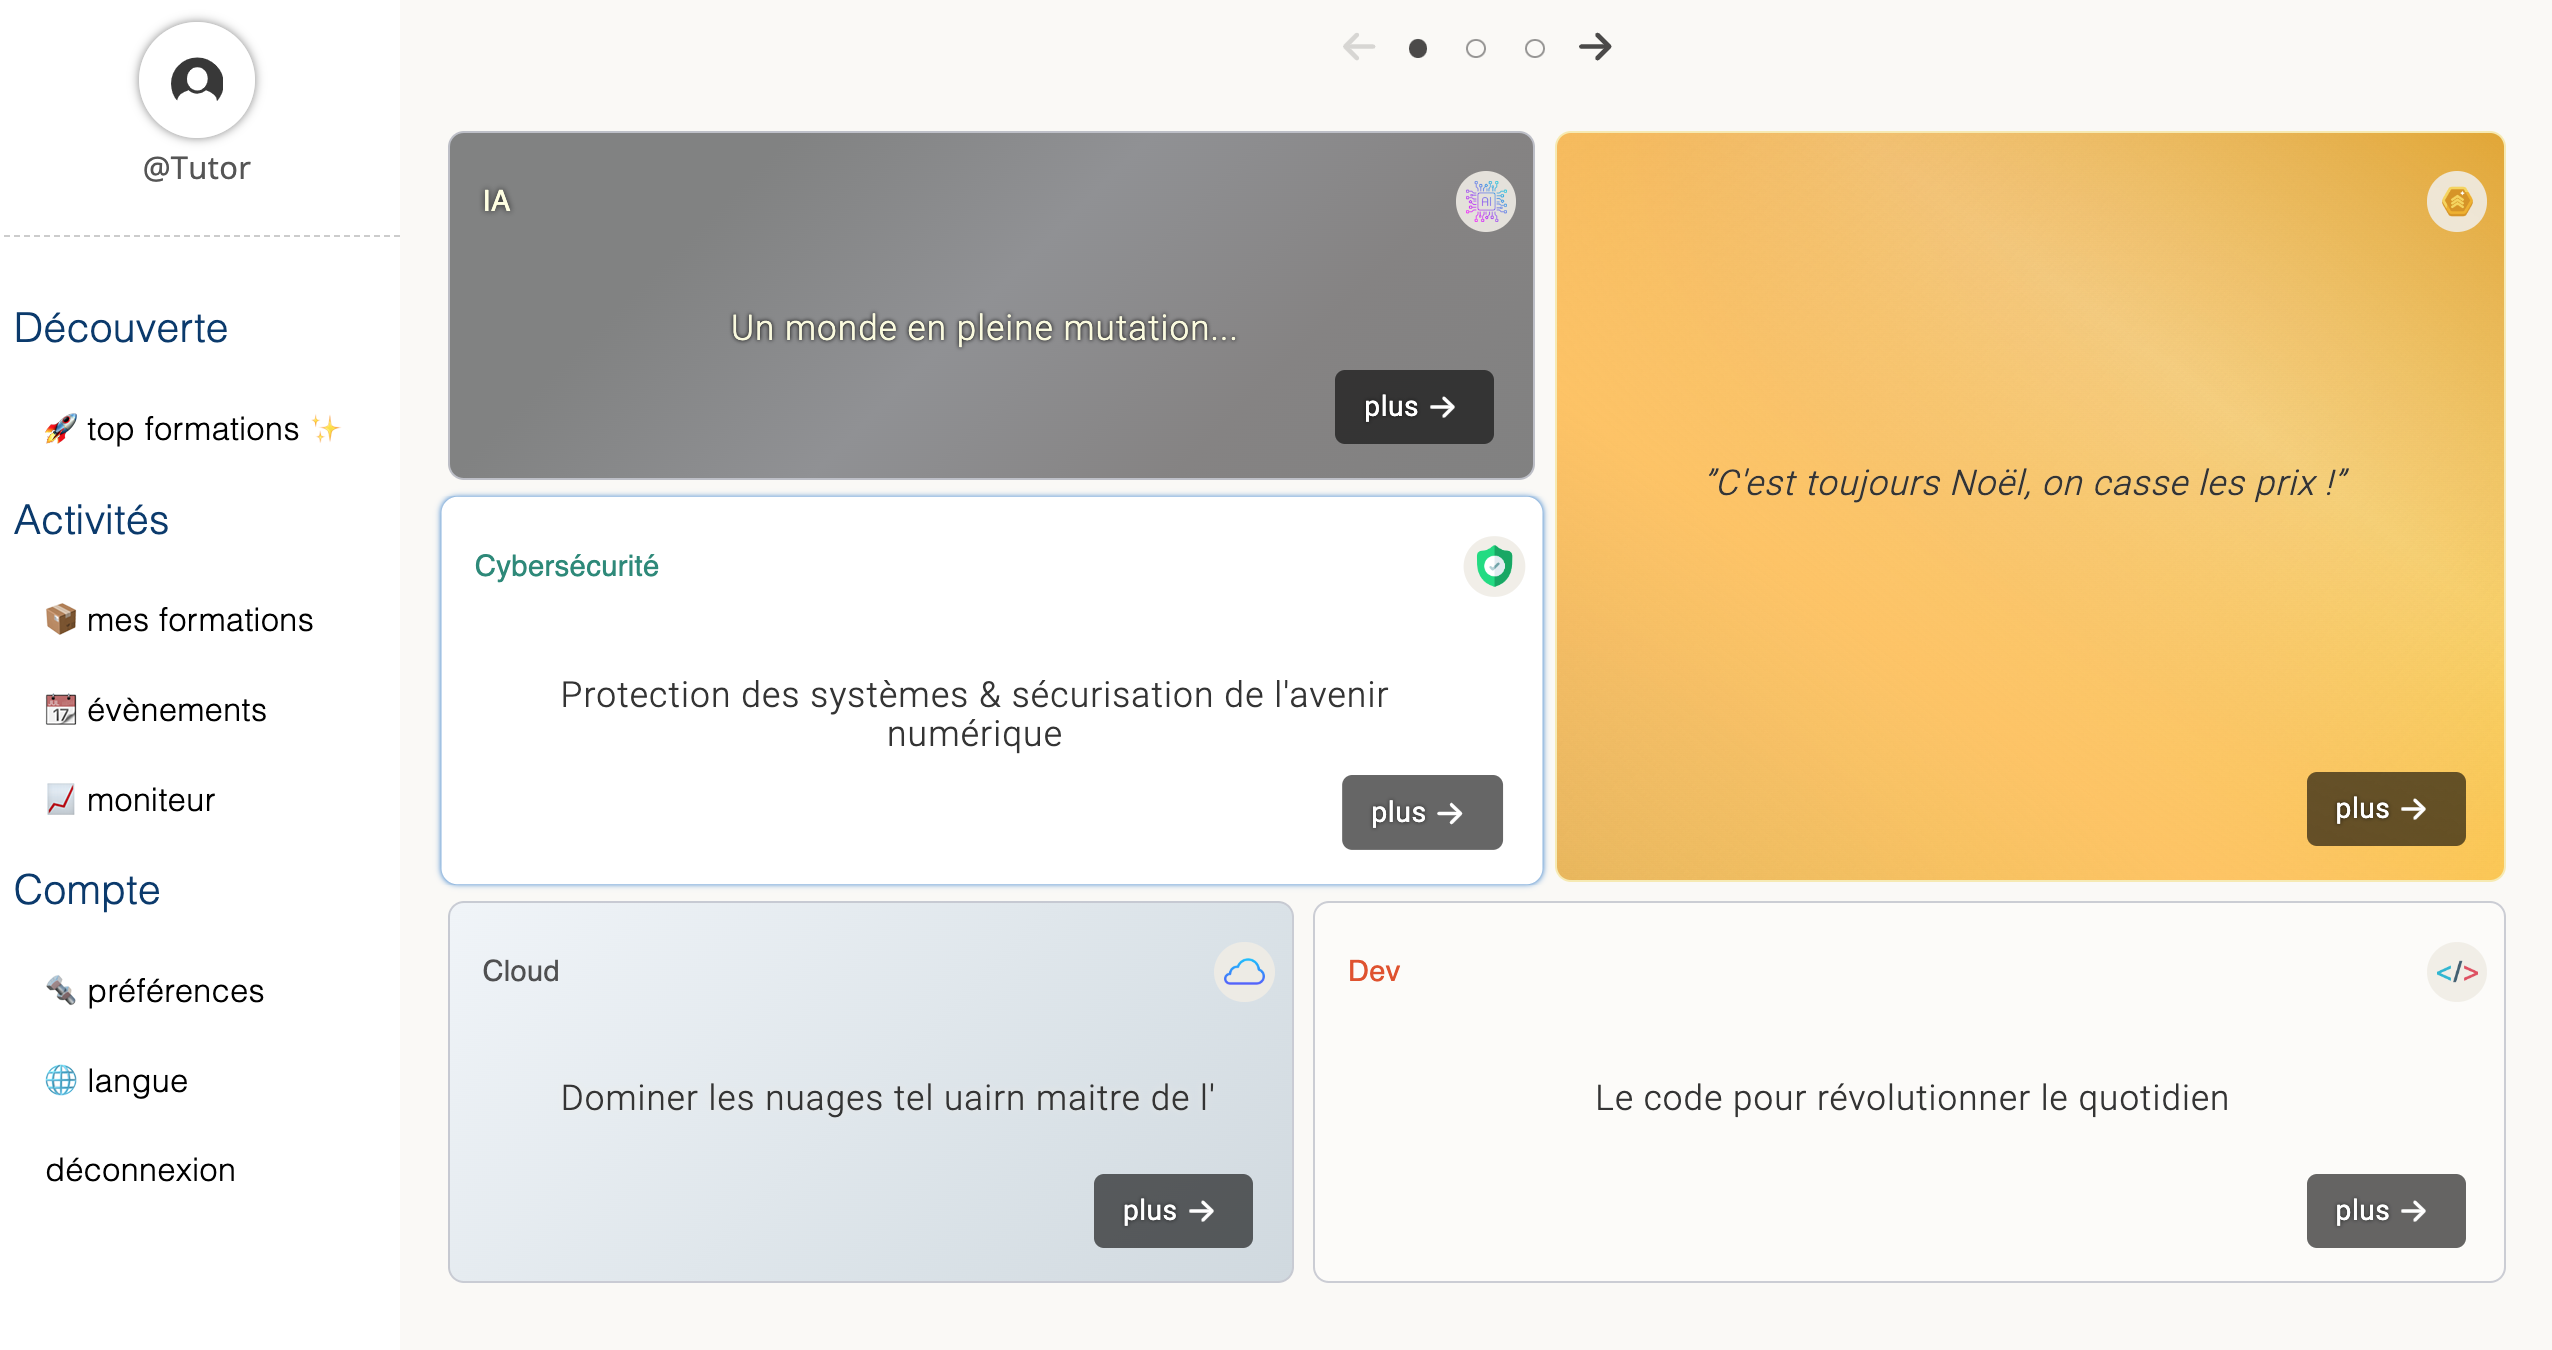 @Tutor
Découverte
top formations
Activités
mes formations
évènements
moniteur
Compte
préférences
langue
déconnexion
IA
Un monde en pleine mutation...
plus
"C'est toujours Noël, on casse les prix !"
plus
Cybersécurité
Protection des systèmes & sécurisation de l'avenir
numérique
plus
Cloud
Dominer les nuages tel uairn maitre de l'
plus
Dev
Le code pour révolutionner le quotidien
plus
AI
17